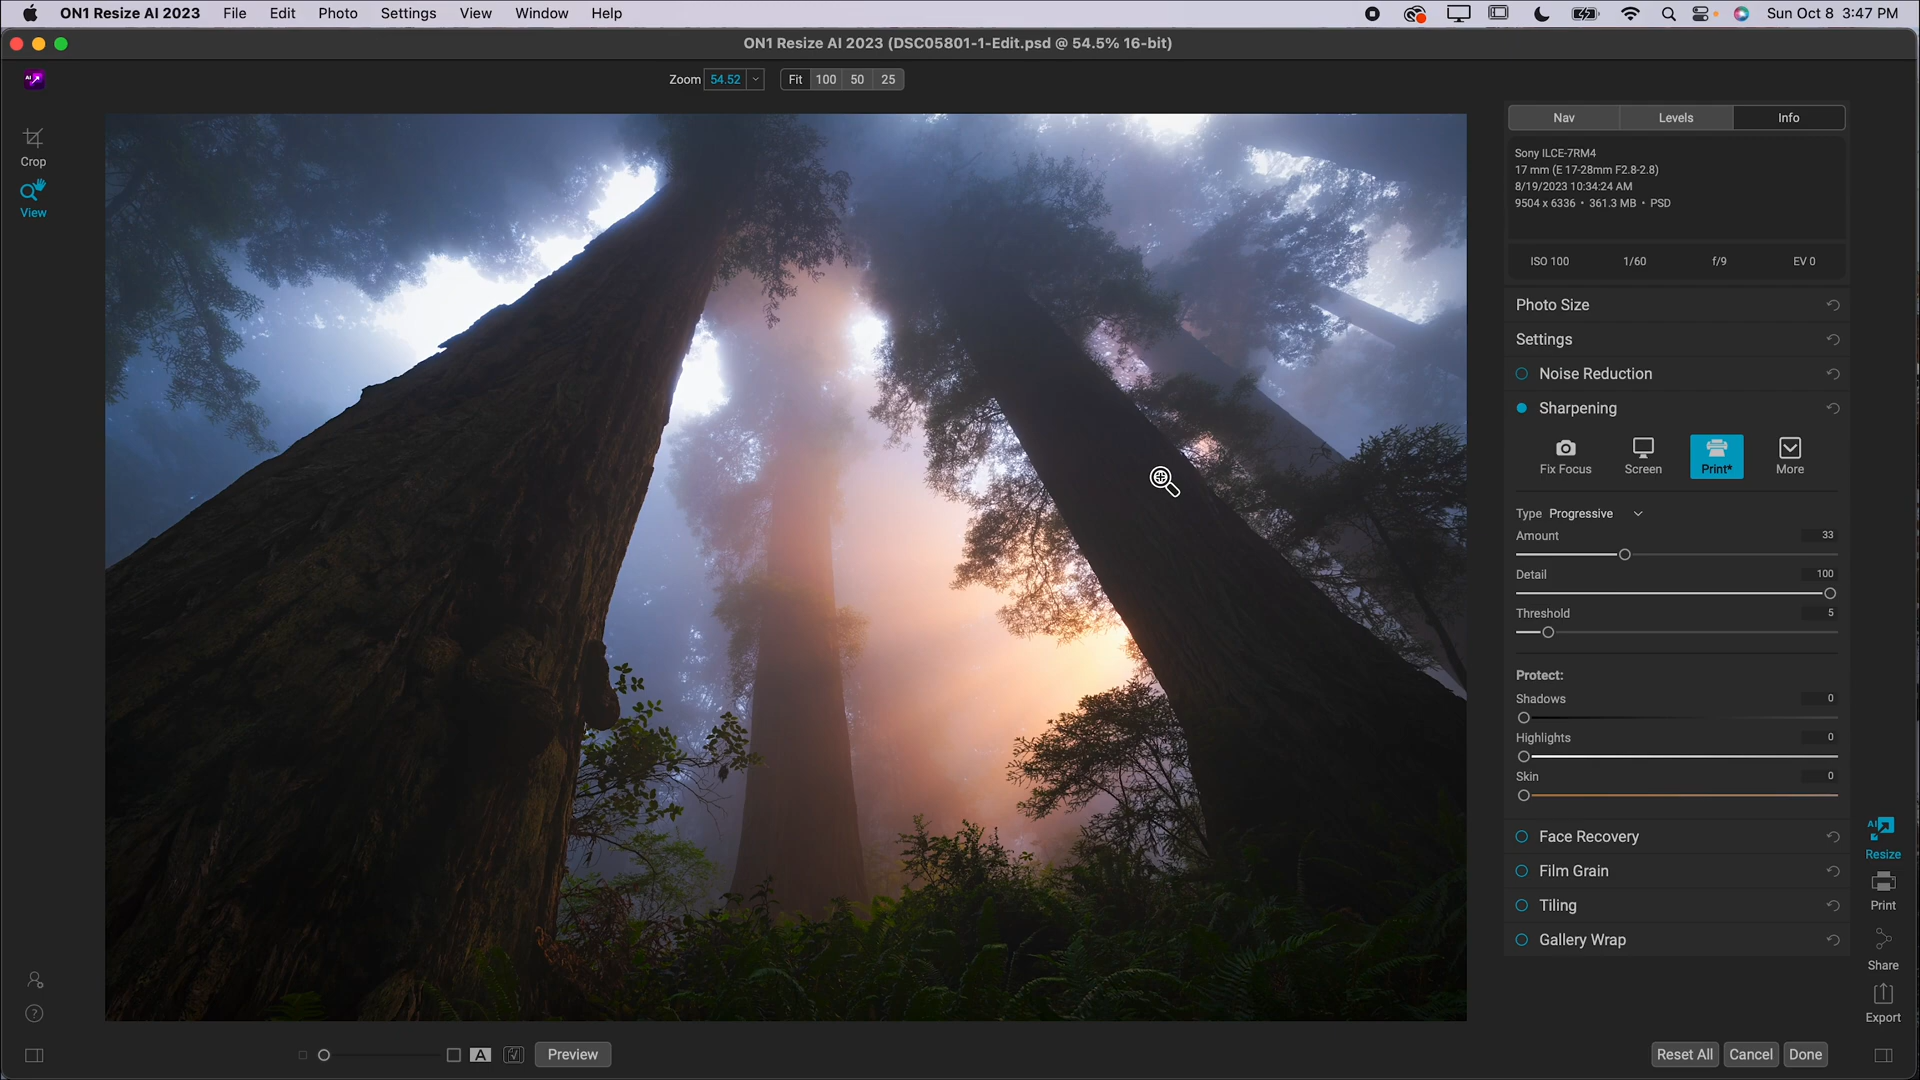 ON1 Resize AI 2023 File Edit Photo Settings View Window Help Sun Oct 8 3:47 PM
ON1 Resize AI 2023 (DSC05801-1-Edit.psd @ 54.5% 16-bit)
AI
Zoom 54.52 Fit 100 50 25
Crop
View
Nav Levels Info
Sony ILCE-7RM4
17 mm (E 17-28mm F2.8-2.8)
8/19/2023 10:34:24 AM
9504 x 6336 • 361.3 MB • PSD
ISO 100 1/60 f/9 EV 0
Photo Size
Settings
Noise Reduction
Sharpening
Fix Focus Screen Print* More
Type Progressive
Amount 33
Detail 100
Threshold 5
Protect:
Shadows 0
Highlights 0
Skin 0
Face Recovery
Film Grain
Tiling
Gallery Wrap
AI
Resize
Print
Share
Export
?
A Preview Reset All Cancel Done